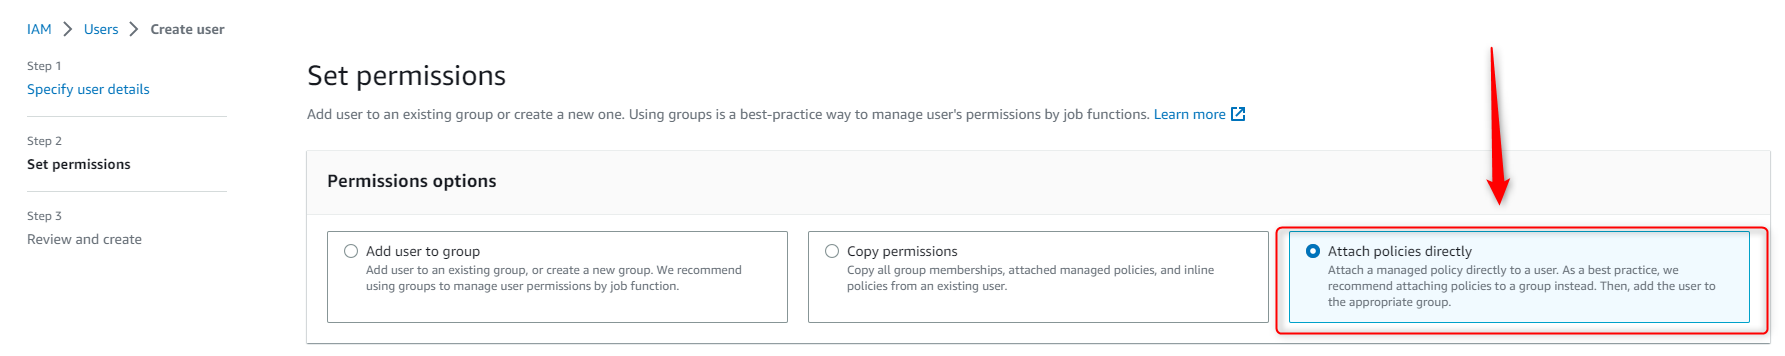 IAM > Users > Create user
Step 1
Specify user details
Step 2
Set permissions
Step 3
Review and create
Set permissions
Add user to an existing group or create a new one. Using groups is a best-practice way to manage user's permissions by job functions. Learn more
Permissions options
Add user to group
Add user to an existing group, or create a new group. We recommend
using groups to manage user permissions by job function.
Copy permissions
Copy all group memberships, attached managed policies, and inline
policies from an existing user.
Attach policies directly
Attach a managed policy directly to a user. As a best practice, we
recommend attaching policies to a group instead. Then, add the user to
the appropriate group.